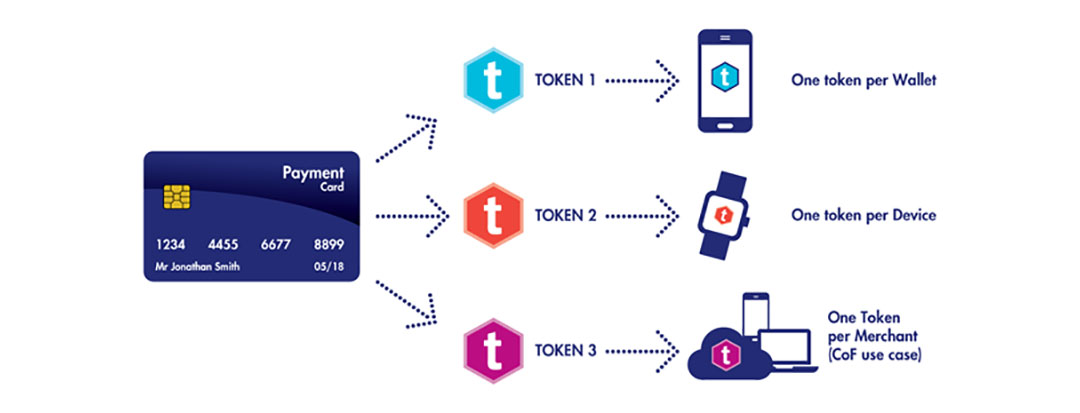 t TOKEN 1 t One token per Wallet
Payment
Card
1234 4455 6677 8899
Mr Jonathan Smith 05/18
t TOKEN 2 t One token per Device
t TOKEN 3 t One Token
per Merchant
(CoF use case)